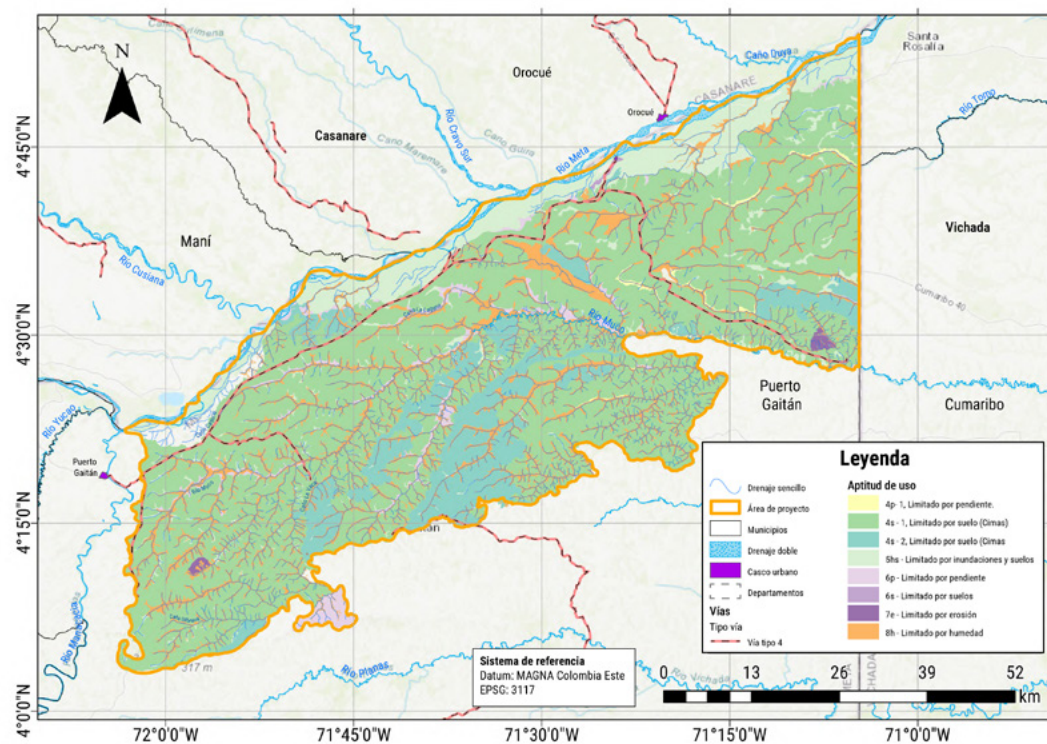 N
Santa
Rosalía
Caño Duya
Orocué
CASANARE
Río Tomo
Orocué
Río Cravo Sur
Casanare
Caño Guira
Río Meta
Maní
Vichada
Río Cusiana
Cumaribo 40
Río Muco
Puerto
Gaitán
Cumaribo
Río Yucao
Puerto
Gaitán
317 m
Río Planas
Río Vichada
4°45'0"N
4°30'0"N
4°15'0"N
4°0'0"N
72°0'0"W
71°45'0"W
71°30'0"W
71°15'0"W
71°0'0"W
Leyenda
Drenaje sencillo
Área de proyecto
Municipios
Drenaje doble
Casco urbano
Departamentos
Vías
Tipo vía
Vía tipo 4
Aptitud de uso
4p- 1, Limitado por pendiente.
4s - 1, Limitado por suelo (Cimas)
4s - 2, Limitado por suelo (Cimas
5hs - Limitado por inundaciones y suelos
6p - Limitado por pendiente
6s - Limitado por suelos
7e - Limitado por erosión
8h - Limitado por humedad
Sistema de referencia
Datum: MAGNA Colombia Este
EPSG: 3117
0 13 26 39 52
km